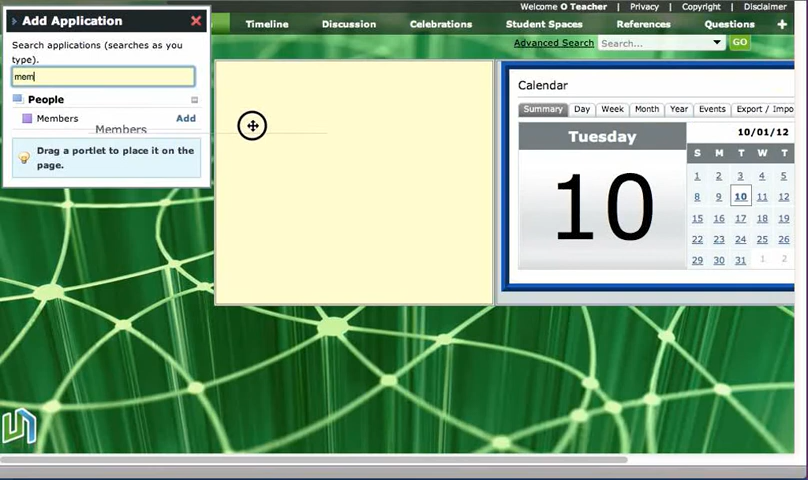 Welcome O Teacher | Privacy | Copyright | Disclaimer
Add Application
Timeline Discussion Celebrations Student Spaces References Questions
Advanced Search Search... GO
Search applications (searches as you
type).
mem
People
Members Add
Members
Drag a portlet to place it on the
page.
Calendar
Summary Day Week Month Year Events Export / Impo
Tuesday
10
10/01/12
S M T W T
1 2 3 4 5
8 9 10 11 12
15 16 17 18 19
22 23 24 25 26
29 30 31 1 2